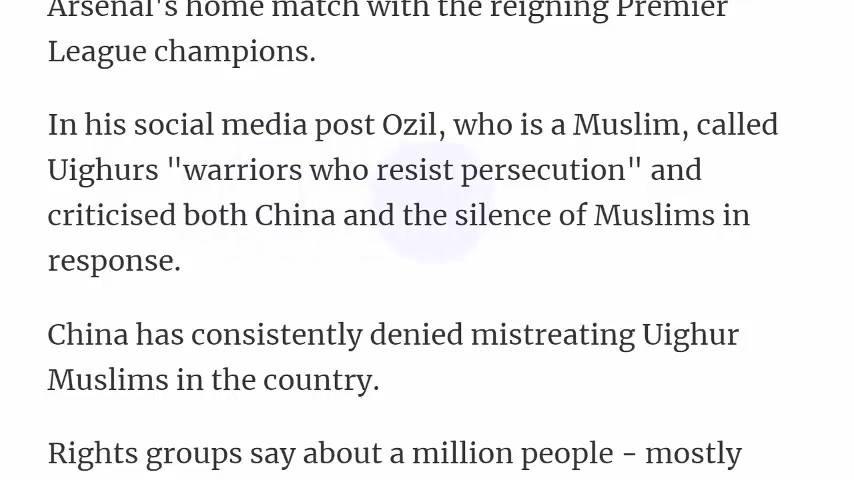 Arsenal's home match with the reigning Premier
League champions.
In his social media post Ozil, who is a Muslim, called
Uighurs "warriors who resist persecution" and
criticised both China and the silence of Muslims in
response.
China has consistently denied mistreating Uighur
Muslims in the country.
Rights groups say about a million people - mostly